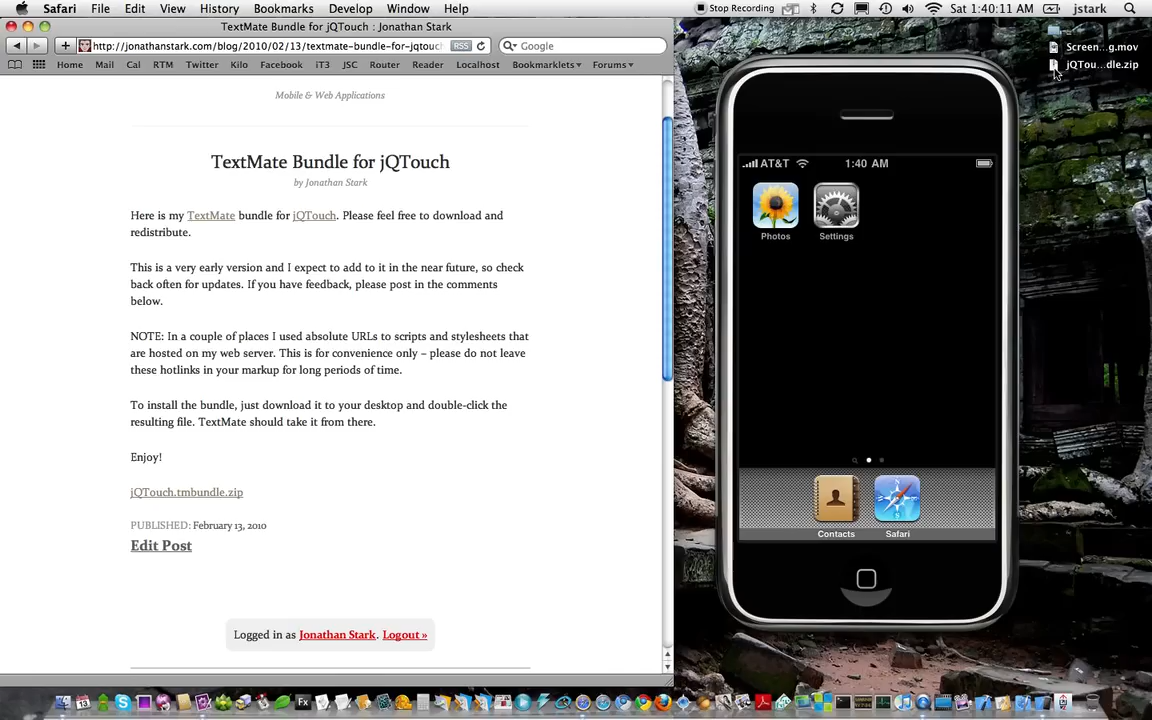 Safari File Edit View History Bookmarks Develop Window Help
Stop Recording
Sat 1:40:11 AM
jstark
TextMate Bundle for jQTouch : Jonathan Stark
http://jonathanstark.com/blog/2010/02/13/textmate-bundle-for-jqtouch
RSS
Google
Home Mail Cal RTM Twitter Kilo Facebook iT3 JSC Router Reader Localhost Bookmarklets Forums
Mobile & Web Applications
TextMate Bundle for jQTouch
by Jonathan Stark
Here is my TextMate bundle for jQTouch. Please feel free to download and
redistribute.
This is a very early version and I expect to add to it in the near future, so check
back often for updates. If you have feedback, please post in the comments
below.
NOTE: In a couple of places I used absolute URLs to scripts and stylesheets that
are hosted on my web server. This is for convenience only – please do not leave
these hotlinks in your markup for long periods of time.
To install the bundle, just download it to your desktop and double-click the
resulting file. TextMate should take it from there.
Enjoy!
jQTouch.tmbundle.zip
PUBLISHED: February 13, 2010
Edit Post
Logged in as Jonathan Stark. Logout »
Screen...g.mov
jQTou...dle.zip
AT&T 1:40 AM
Photos Settings
Contacts Safari
Fx